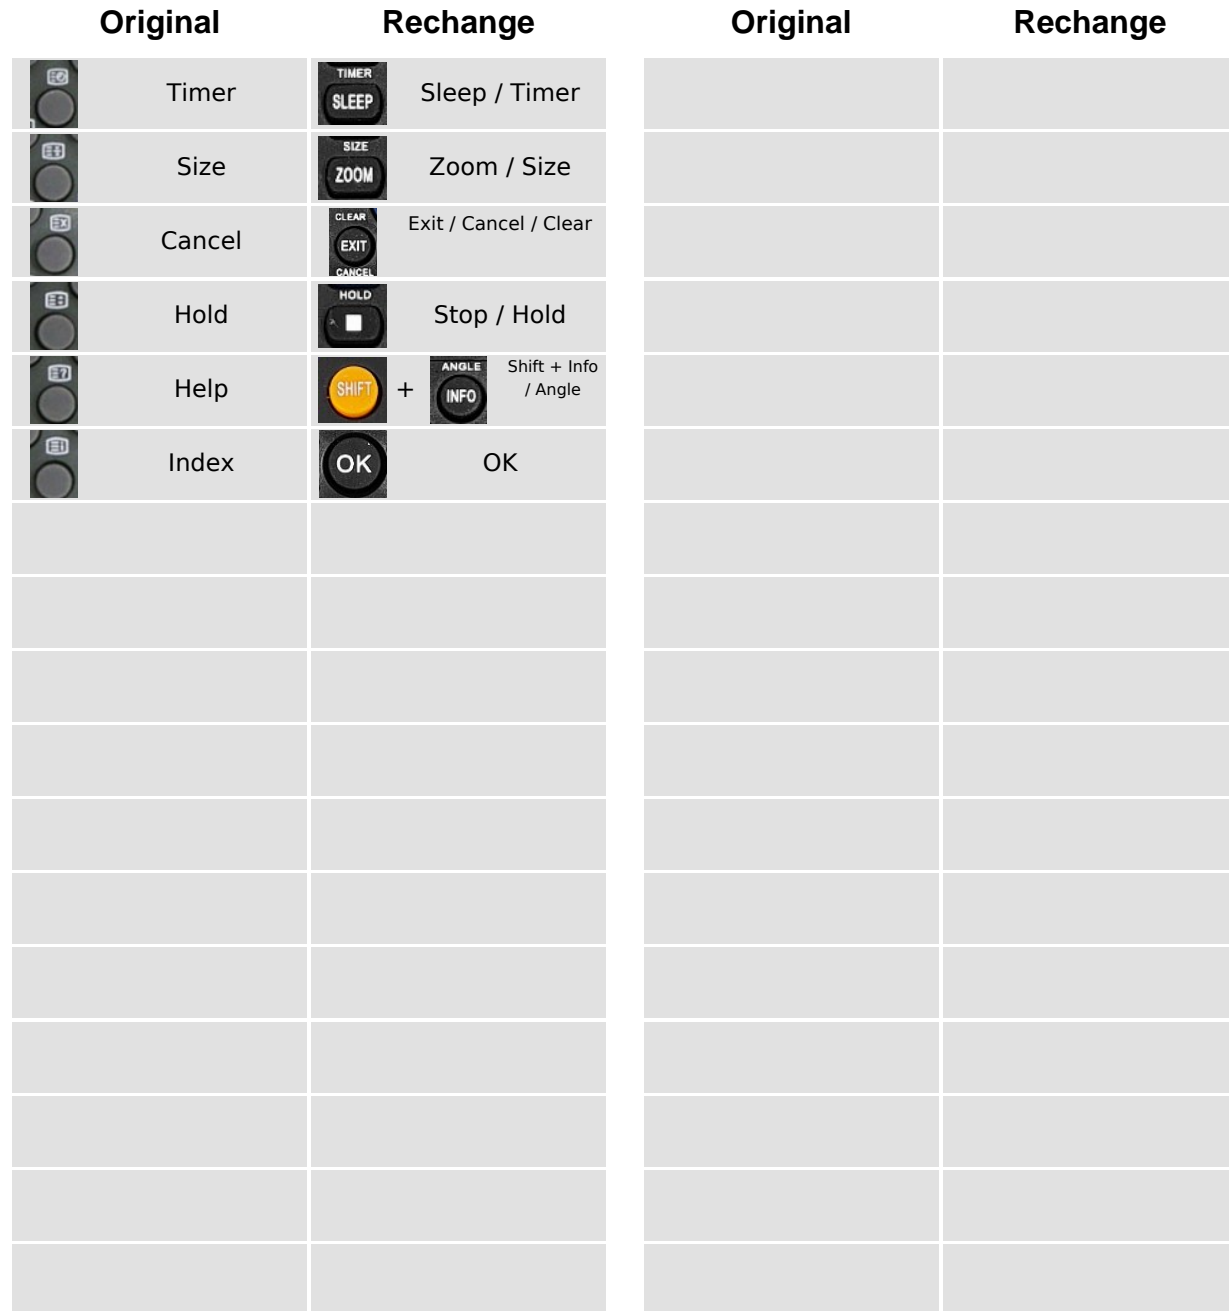 Original Rechange Original Rechange
Timer TIMER SLEEP Sleep / Timer
Size SIZE ZOOM Zoom / Size
Cancel CLEAR EXIT CANCEL Exit / Cancel / Clear
Hold HOLD Stop / Hold
Help SHIFT + ANGLE INFO Shift + Info
/ Angle
Index OK OK